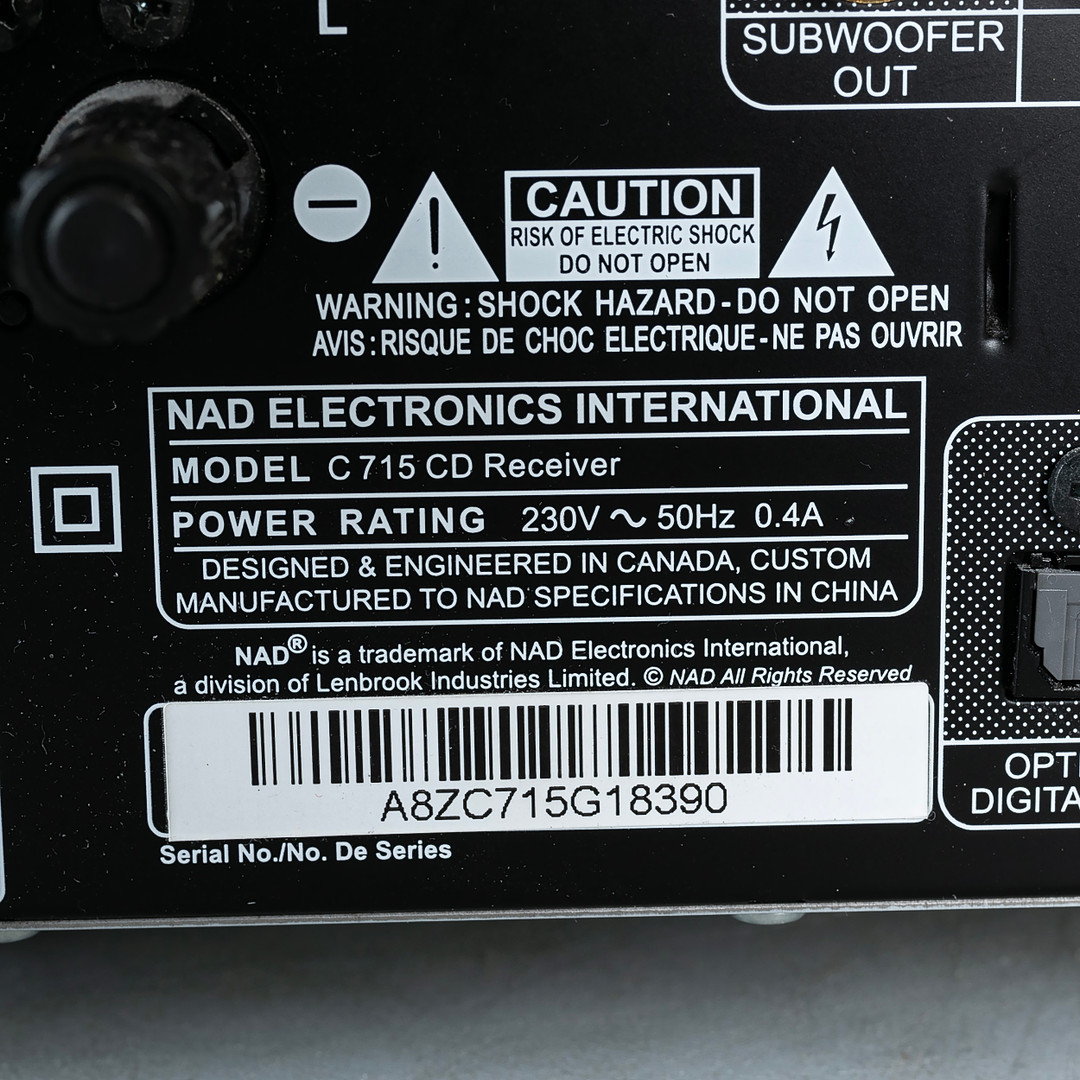 L
SUBWOOFER
OUT
CAUTION
RISK OF ELECTRIC SHOCK
DO NOT OPEN
WARNING : SHOCK HAZARD - DO NOT OPEN
AVIS : RISQUE DE CHOC ELECTRIQUE - NE PAS OUVRIR
NAD ELECTRONICS INTERNATIONAL
MODEL C 715 CD Receiver
POWER RATING 230V ~ 50Hz 0.4A
DESIGNED & ENGINEERED IN CANADA, CUSTOM
MANUFACTURED TO NAD SPECIFICATIONS IN CHINA
NAD® is a trademark of NAD Electronics International,
a division of Lenbrook Industries Limited. © NAD All Rights Reserved
A8ZC715G18390
Serial No./No. De Series
OPTI
DIGITA